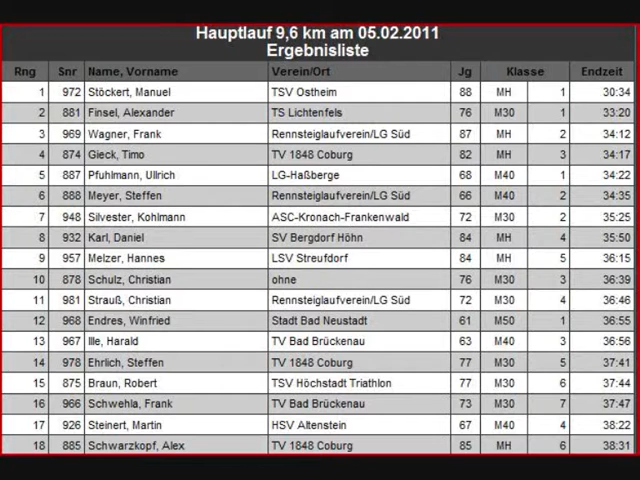 Hauptlauf 9,6 km am 05.02.2011
Ergebnisliste
Rng Snr Name, Vorname Verein/Ort Jg Klasse Endzeit
1 972 Stöckert, Manuel TSV Ostheim 88 MH 1 30:34
2 881 Finsel, Alexander TS Lichtenfels 76 M30 1 33:20
3 969 Wagner, Frank Rennsteiglaufverein/LG Süd 87 MH 2 34:12
4 874 Gieck, Timo TV 1848 Coburg 82 MH 3 34:17
5 887 Pfuhlmann, Ullrich LG-Haßberge 68 M40 1 34:22
6 888 Meyer, Steffen Rennsteiglaufverein/LG Süd 66 M40 2 34:35
7 948 Silvester, Kohlmann ASC-Kronach-Frankenwald 72 M30 2 35:25
8 932 Karl, Daniel SV Bergdorf Höhn 84 MH 4 35:50
9 957 Melzer, Hannes LSV Streufdorf 84 MH 5 36:15
10 878 Schulz, Christian ohne 76 M30 3 36:39
11 981 Strauß, Christian Rennsteiglaufverein/LG Süd 72 M30 4 36:46
12 968 Endres, Winfried Stadt Bad Neustadt 61 M50 1 36:55
13 967 Ille, Harald TV Bad Brückenau 63 M40 3 36:56
14 978 Ehrlich, Steffen TV 1848 Coburg 77 M30 5 37:41
15 875 Braun, Robert TSV Höchstadt Triathlon 77 M30 6 37:44
16 966 Schwehla, Frank TV Bad Brückenau 73 M30 7 37:47
17 926 Steinert, Martin HSV Altenstein 67 M40 4 38:22
18 885 Schwarzkopf, Alex TV 1848 Coburg 85 MH 6 38:31